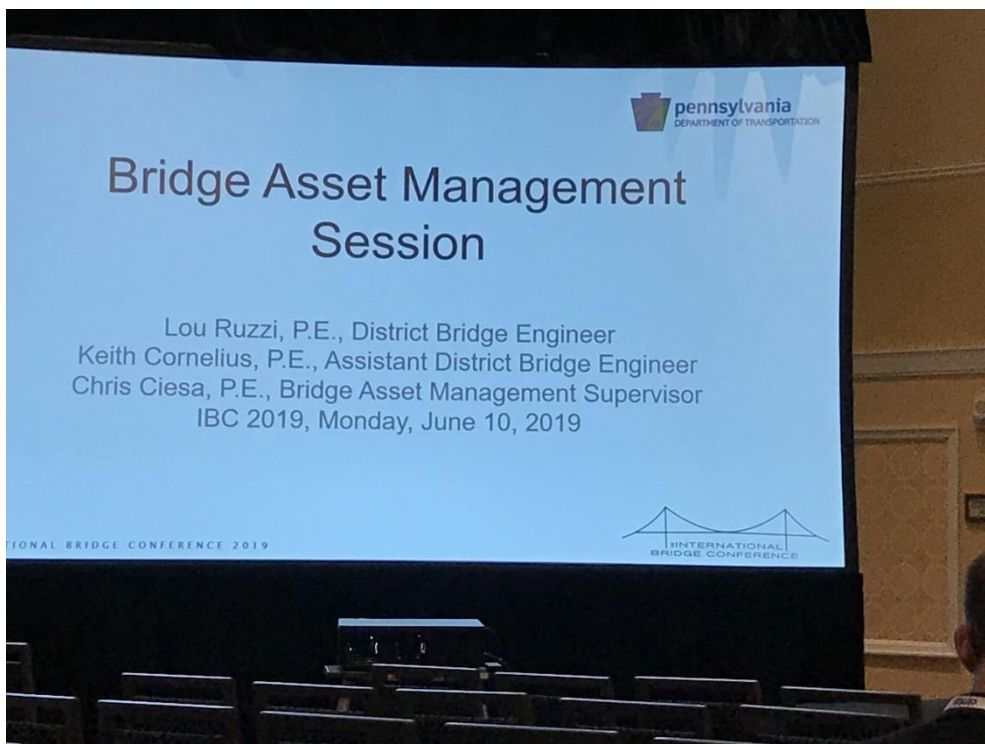 pennsylvania
DEPARTMENT OF TRANSPORTATION
Bridge Asset Management
Session
Lou Ruzzi, P.E., District Bridge Engineer
Keith Cornelius, P.E., Assistant District Bridge Engineer
Chris Ciesa, P.E., Bridge Asset Management Supervisor
IBC 2019, Monday, June 10, 2019
TIONAL BRIDGE CONFERENCE 2019
INTERNATIONAL
BRIDGE CONFERENCE